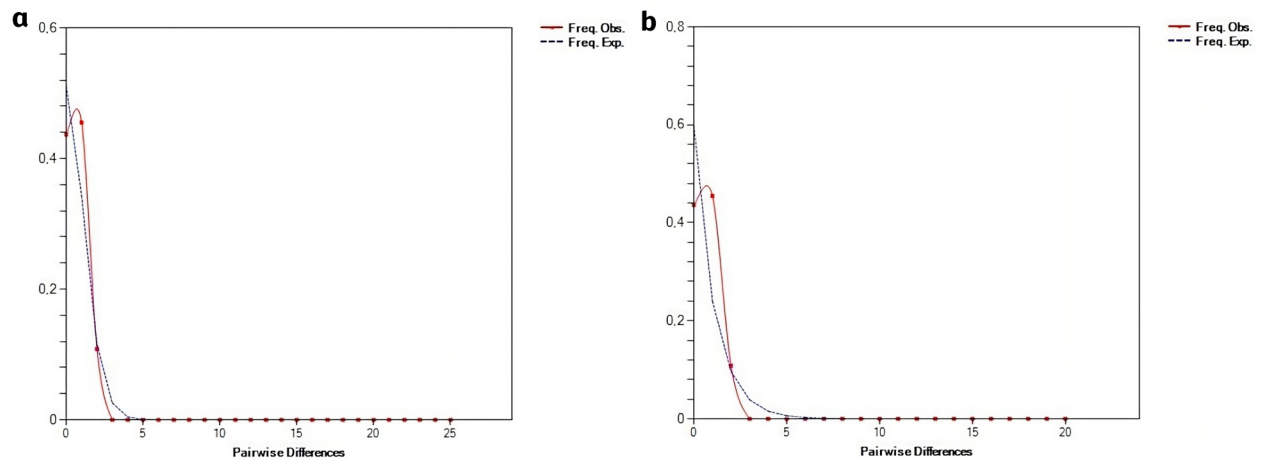 a
0,6
0,4
0,2
0
0 5 10 15 20 25
Pairwise Differences
Freq. Obs.
Freq. Exp.
b
0,8
0,6
0,4
0,2
0
0 5 10 15 20
Pairwise Differences
Freq. Obs.
Freq. Exp.